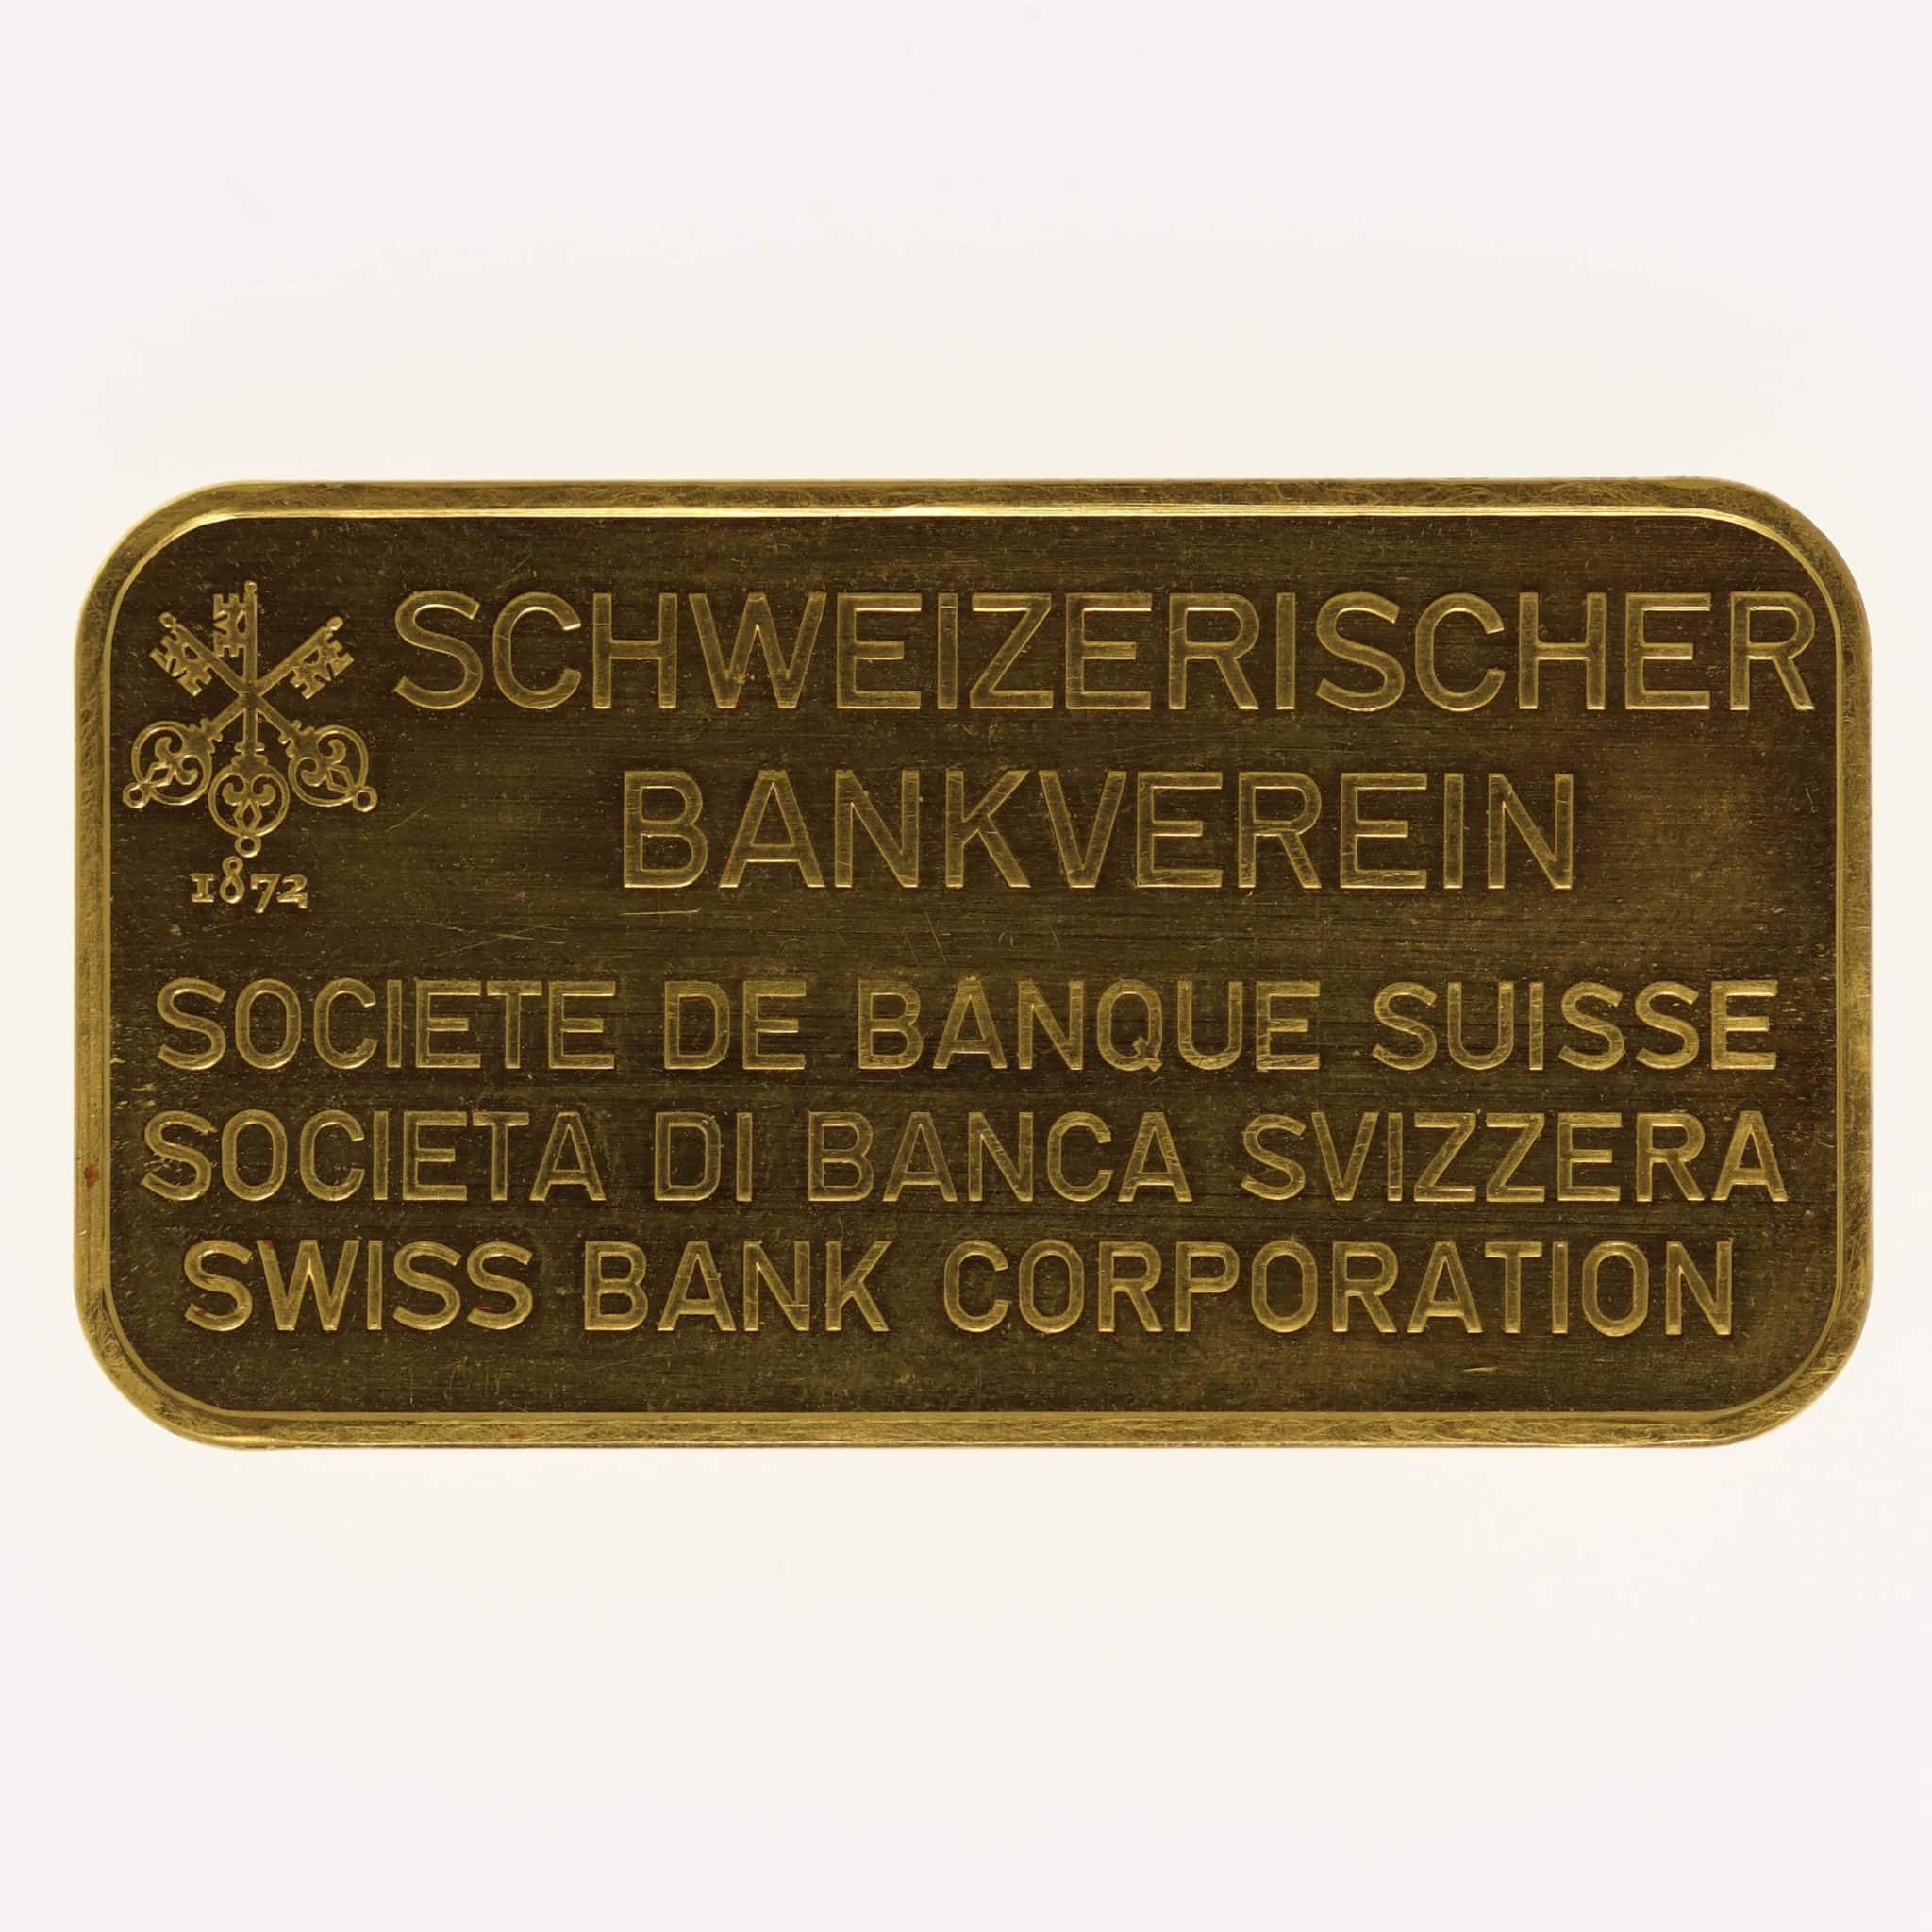 SCHWEIZERISCHER
BANKVEREIN
1872
SOCIETE DE BANQUE SUISSE
SOCIETA DI BANCA SVIZZERA
SWISS BANK CORPORATION